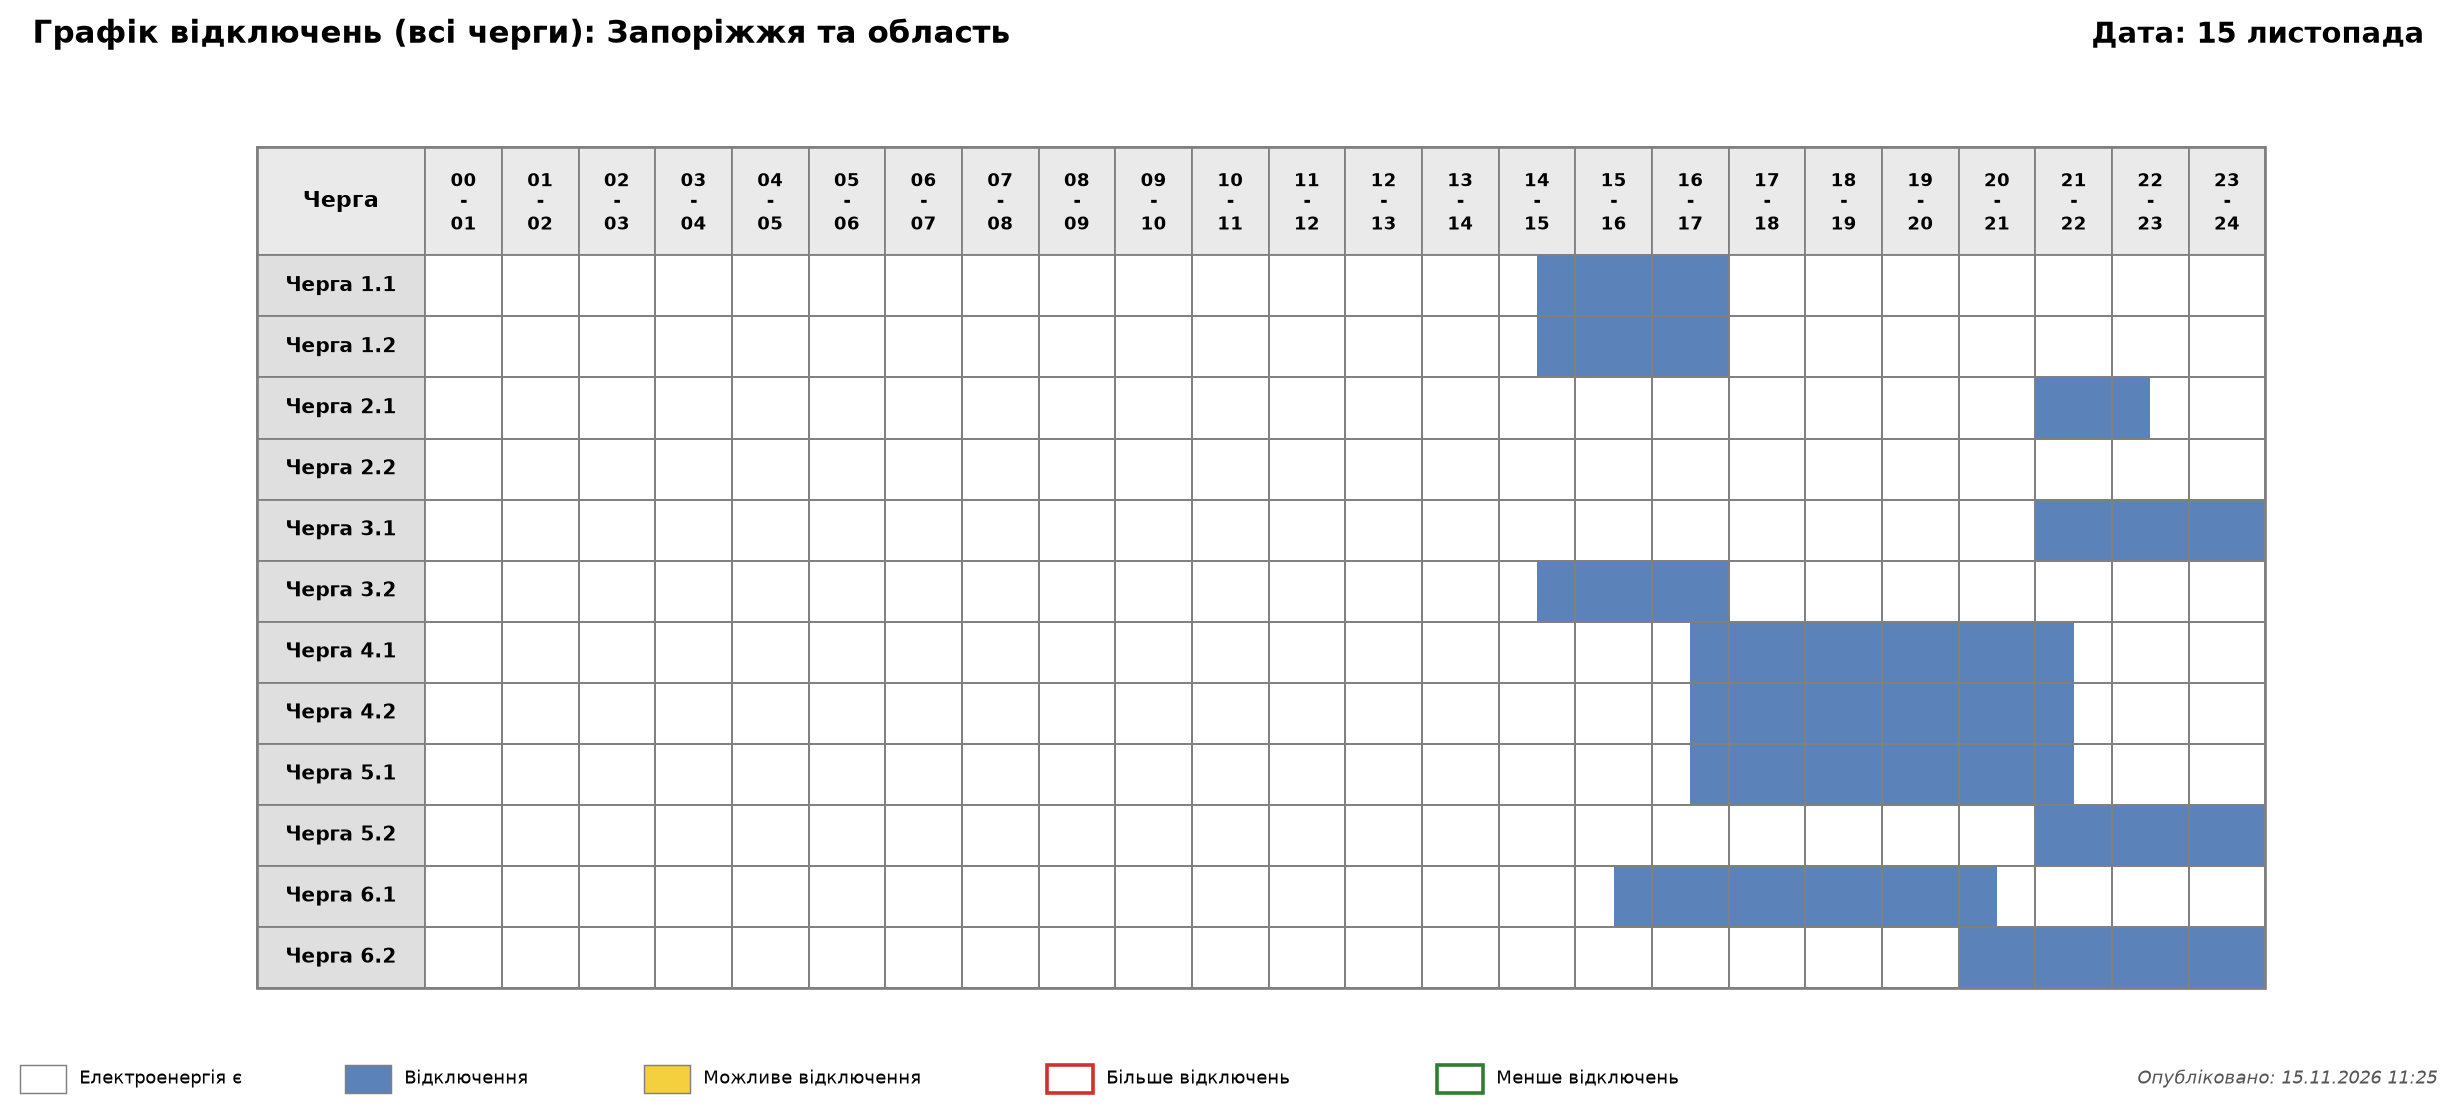 Графік відключень (всі черги): Запоріжжя та область
Дата: 15 листопада
Черга
00 - 01
01 - 02
02 - 03
03 - 04
04 - 05
05 - 06
06 - 07
07 - 08
08 - 09
09 - 10
10 - 11
11 - 12
12 - 13
13 - 14
14 - 15
15 - 16
16 - 17
17 - 18
18 - 19
19 - 20
20 - 21
21 - 22
22 - 23
23 - 24
Черга 1.1
Черга 1.2
Черга 2.1
Черга 2.2
Черга 3.1
Черга 3.2
Черга 4.1
Черга 4.2
Черга 5.1
Черга 5.2
Черга 6.1
Черга 6.2
Електроенергія є
Відключення
Можливе відключення
Більше відключень
Менше відключень
Опубліковано: 15.11.2026 11:25